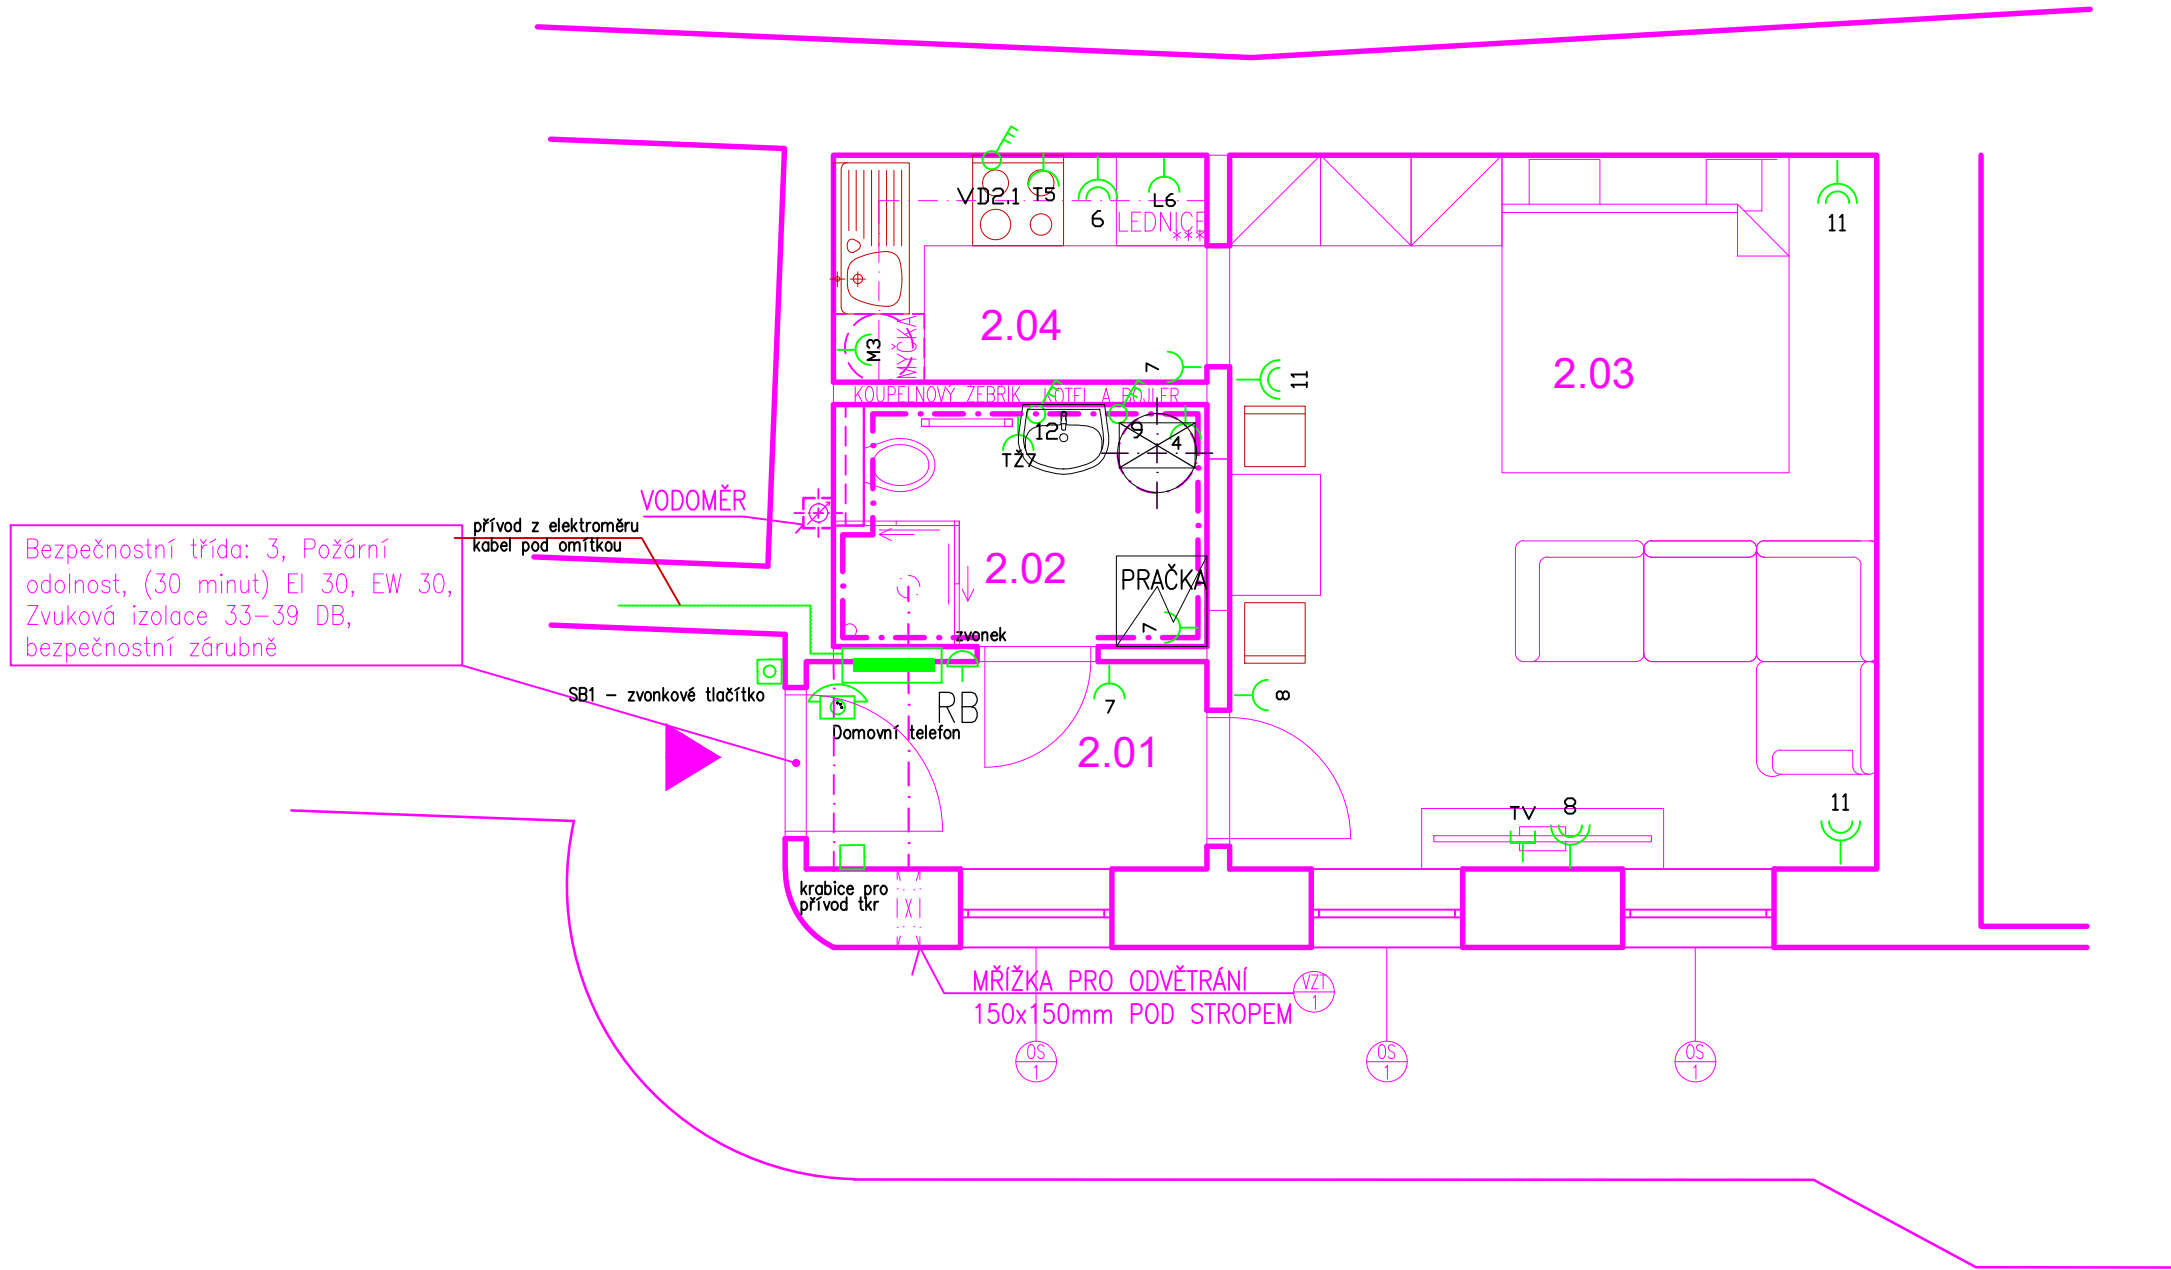 VD2.1
T5
6
L6
LEDNICE
***
11
2.04
MYČKA
M3
7
11
2.03
KOUPELNOVÝ ŽEBŘÍK
KOTEL A BOJLER
12
9
4
TŽ7
VODOMĚR
přívod z elektroměru
kabel pod omítkou
Bezpečnostní třída: 3, Požární
odolnost, (30 minut) EI 30, EW 30,
Zvuková izolace 33-39 DB,
bezpečnostní zárubně
2.02
PRAČKA
7
zvonek
SB1 - zvonkové tlačítko
RB
7
8
Domovní telefon
2.01
TV
8
11
krabice pro
přívod tkr
MŘÍŽKA PRO ODVĚTRÁNÍ
150x150mm POD STROPEM
VZT
1
OS
1
OS
1
OS
1